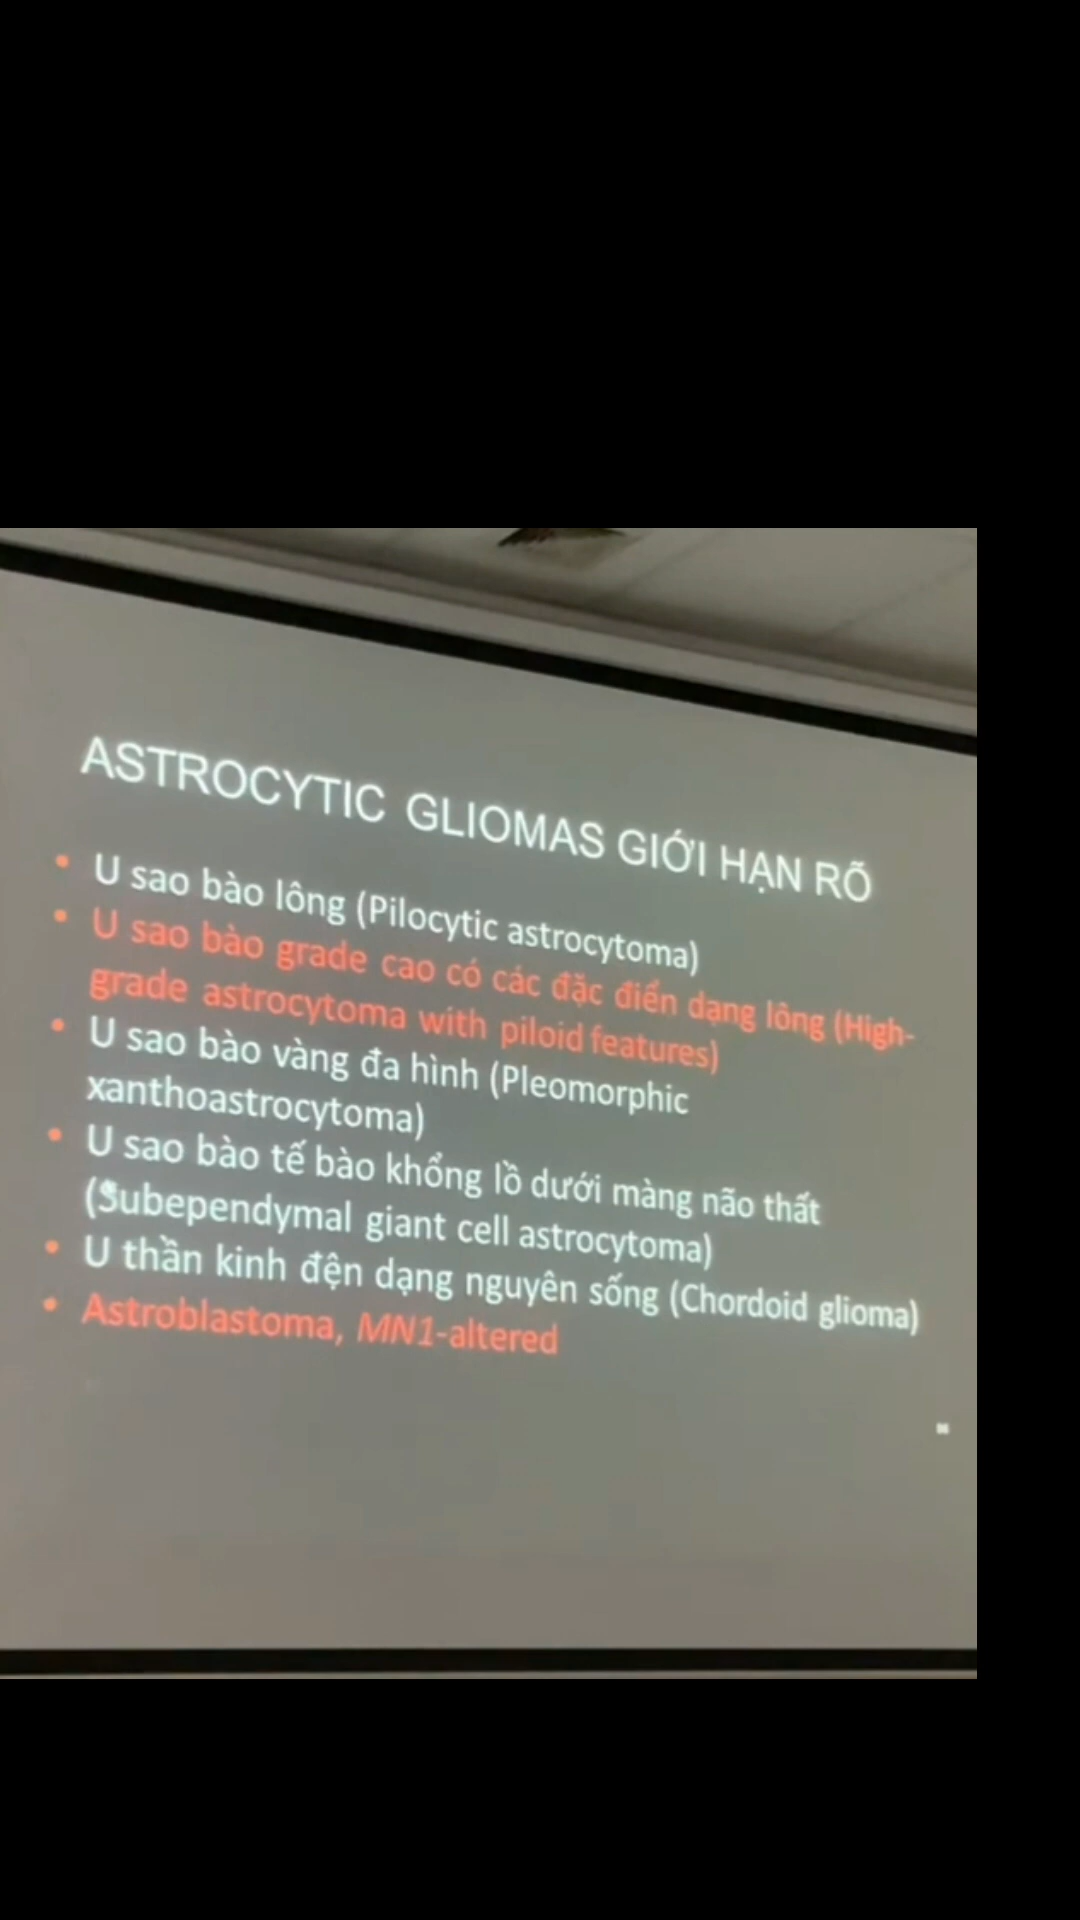 ASTROCYTIC GLIOMAS GIỚI HẠN RÕ
• U sao bào lông (Pilocytic astrocytoma)
• U sao bào grade cao có các đặc điển dạng lông (High-
grade astrocytoma with piloid features)
• U sao bào vàng đa hình (Pleomorphic
xanthoastrocytoma)
• U sao bào tế bào khổng lồ dưới màng não thất
(Subependymal giant cell astrocytoma)
• U thần kinh đện dạng nguyên sống (Chordoid glioma)
• Astroblastoma, MN1-altered